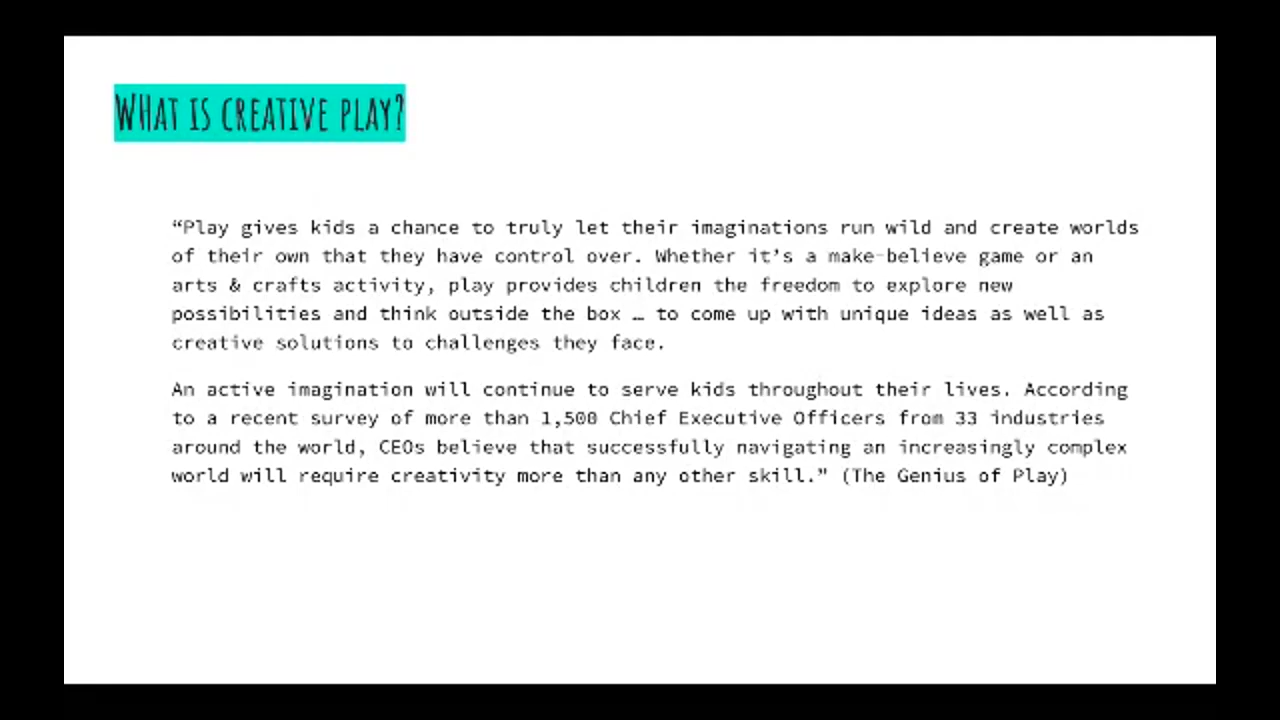 WHAT IS CREATIVE PLAY?
“Play gives kids a chance to truly let their imaginations run wild and create worlds
of their own that they have control over. Whether it’s a make-believe game or an
arts & crafts activity, play provides children the freedom to explore new
possibilities and think outside the box … to come up with unique ideas as well as
creative solutions to challenges they face.
An active imagination will continue to serve kids throughout their lives. According
to a recent survey of more than 1,500 Chief Executive Officers from 33 industries
around the world, CEOs believe that successfully navigating an increasingly complex
world will require creativity more than any other skill.” (The Genius of Play)